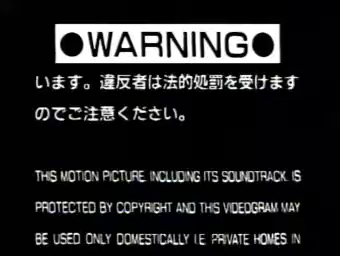 ●WARNING●
います。違反者は法的処罰を受けます
のでご注意ください。
THIS MOTION PICTURE, INCLUDING ITS SOUNDTRACK, IS
PROTECTED BY COPYRIGHT AND THIS VIDEOGRAM MAY
BE USED ONLY DOMESTICALLY I.E. PRIVATE HOMES IN